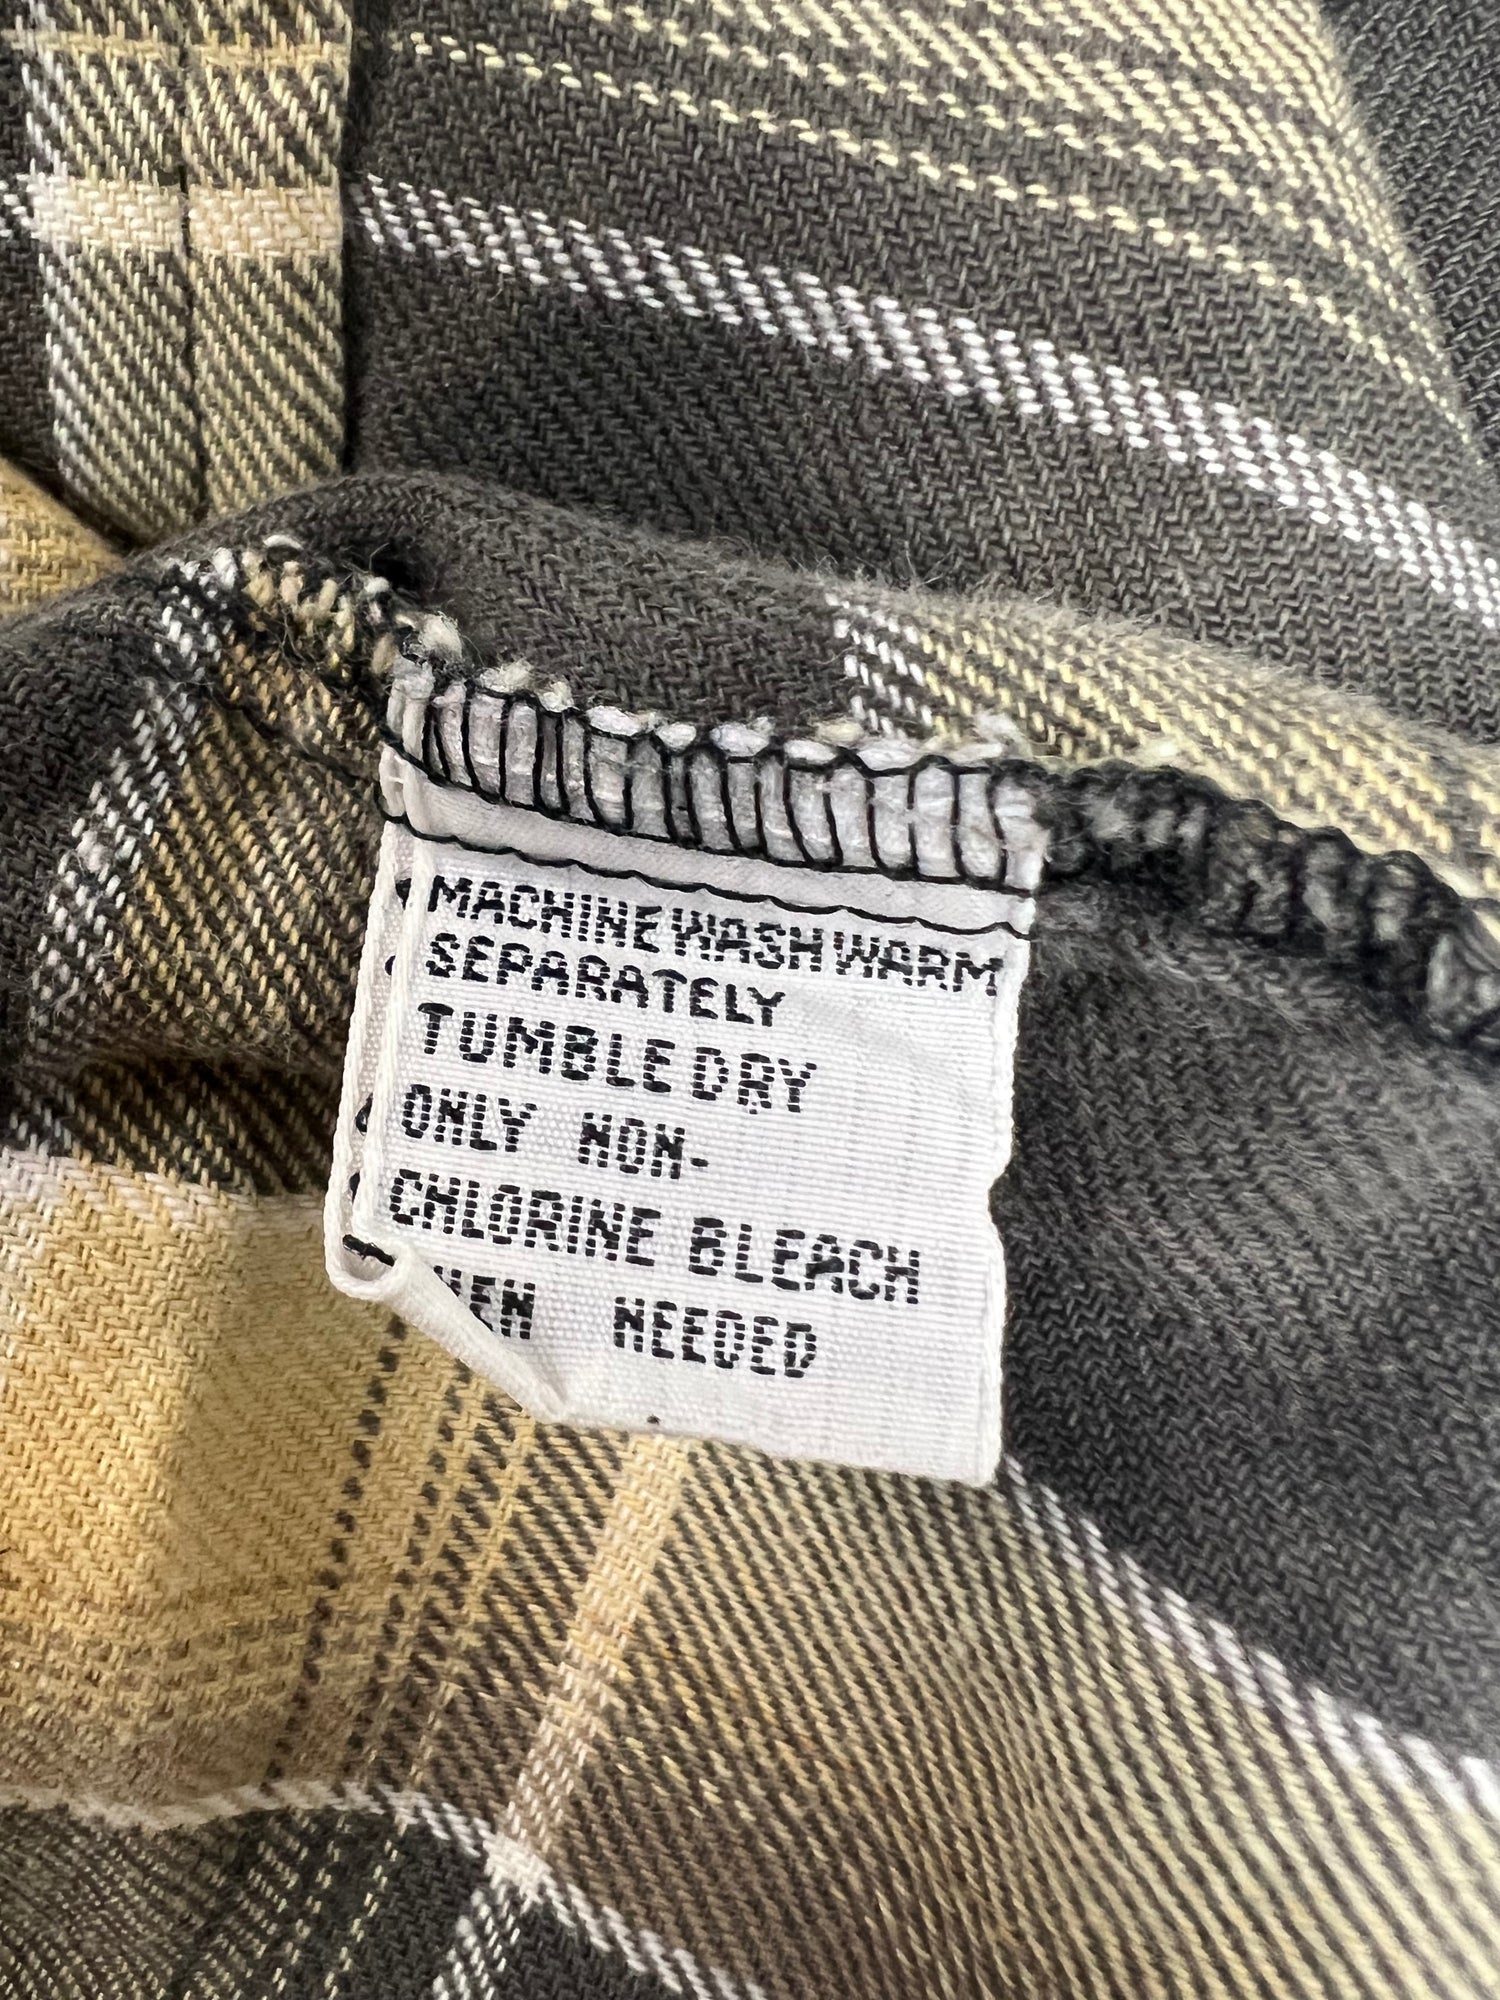 MACHINE WASH WARM
SEPARATELY
TUMBLE DRY
ONLY NON-
CHLORINE BLEACH
NEEDED